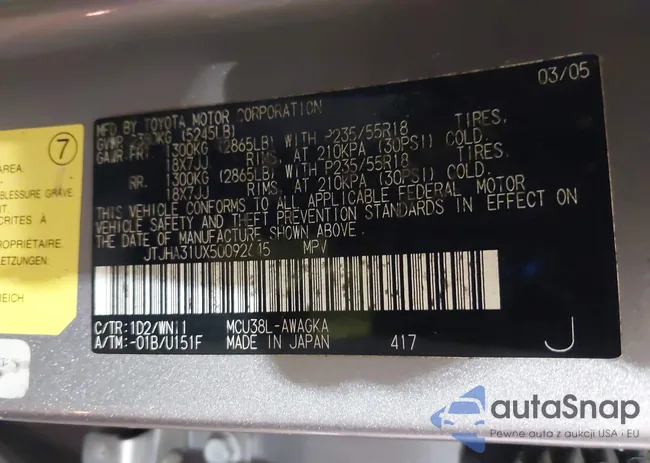 03/05
MFD BY TOYOTA MOTOR CORPORATION
GVWR KG (5245LB)
GAWR FRT 1300KG (2865LB) WITH P235/55R18 TIRES,
18X7JJ RIMS, AT 210KPA (30PSI) COLD.
RR. 1300KG (2865LB) WITH P235/55R18 TIRES,
18X7JJ RIMS, AT 210KPA (30PSI) COLD.
THIS VEHICLE CONFORMS TO ALL APPLICABLE FEDERAL MOTOR
VEHICLE SAFETY AND THEFT PREVENTION STANDARDS IN EFFECT ON
THE DATE OF MANUFACTURE SHOWN ABOVE.
MPV
C/TR: MCU38L-AWAGKA
A/TM:-01B/U151F MADE IN JAPAN 417 J
7
AREA.
BLESSURE GRAVE
NT
CRITES À
PROPRIÉTAIRE.
LETZUNGEN
REICH
autaSnap
Pewne auta z aukcji USA i EU